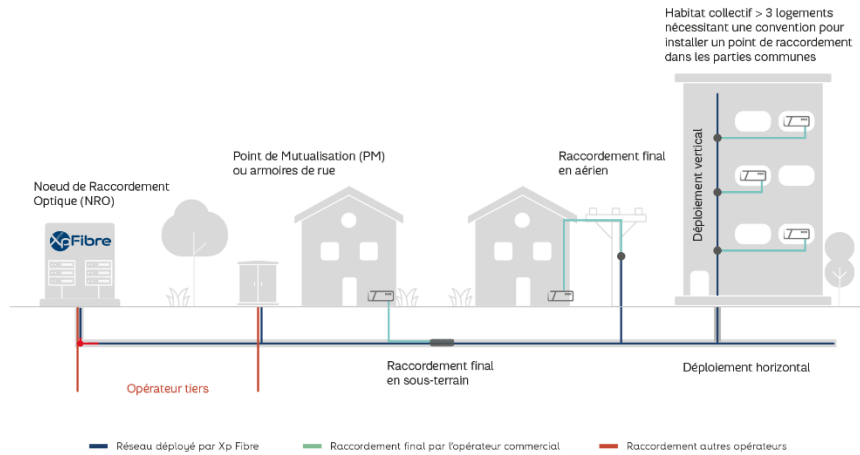 Habitat collectif > 3 logements
nécessitant une convention pour
installer un point de raccordement
dans les parties communes
Point de Mutualisation (PM)
ou armoires de rue
Raccordement final
en aérien
Noeud de Raccordement
Optique (NRO)
XpFibre
Déploiement vertical
Raccordement final
en sous-terrain
Déploiement horizontal
Opérateur tiers
Réseau déployé par Xp Fibre
Raccordement final par l'opérateur commercial
Raccordement autres opérateurs